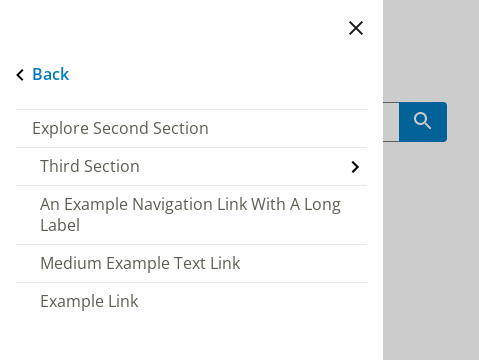 Back
Explore Second Section
Third Section
An Example Navigation Link With A Long
Label
Medium Example Text Link
Example Link